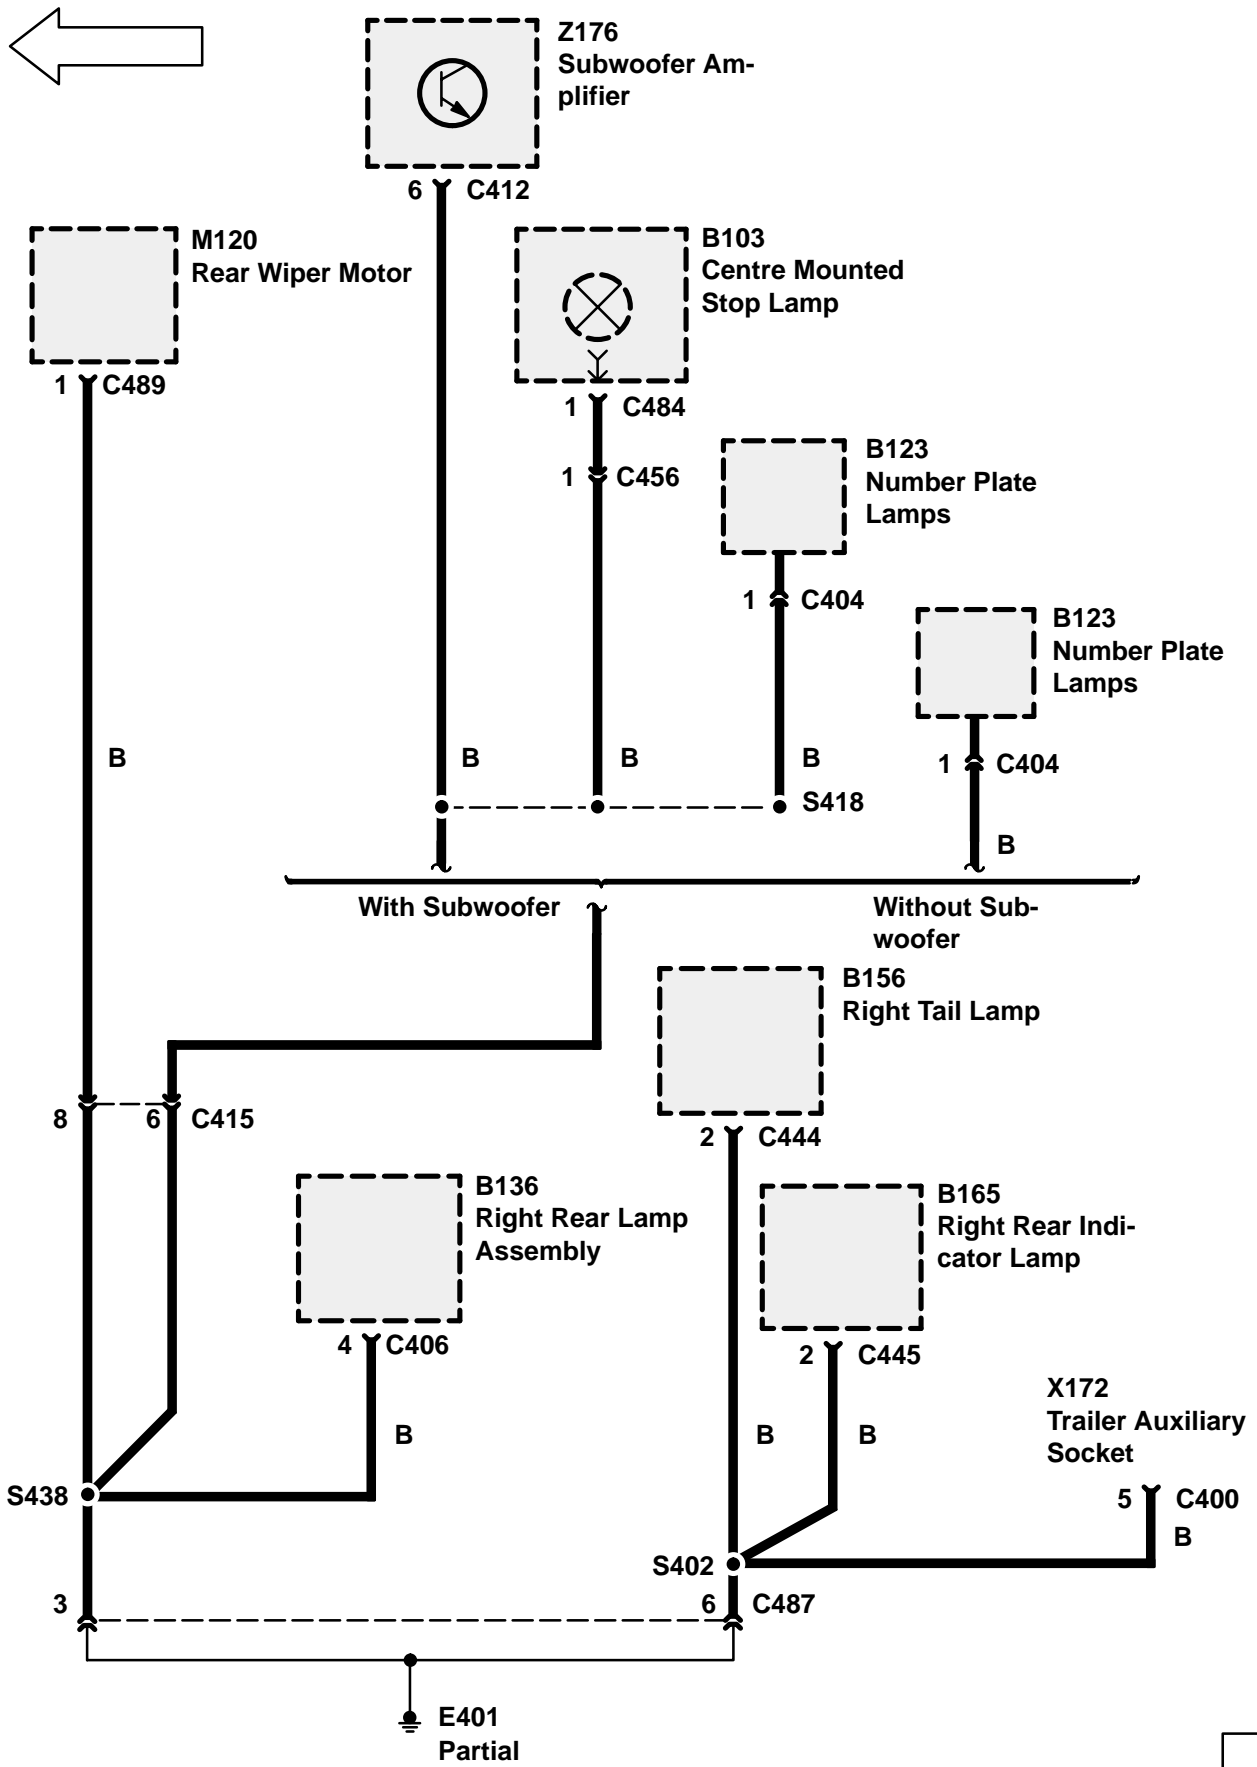 Z176
Subwoofer Am-
plifier
6 C412
M120
Rear Wiper Motor
1 C489
B103
Centre Mounted
Stop Lamp
1 C484
1 C456
B123
Number Plate
Lamps
1 C404
B123
Number Plate
Lamps
1 C404
B
B
B
B
S418
B
With Subwoofer
Without Sub-
woofer
B156
Right Tail Lamp
8
6 C415
2 C444
B136
Right Rear Lamp
Assembly
B165
Right Rear Indi-
cator Lamp
4 C406
2 C445
X172
Trailer Auxiliary
Socket
B
B
B
S438
5 C400
B
S402
3
6 C487
E401
Partial